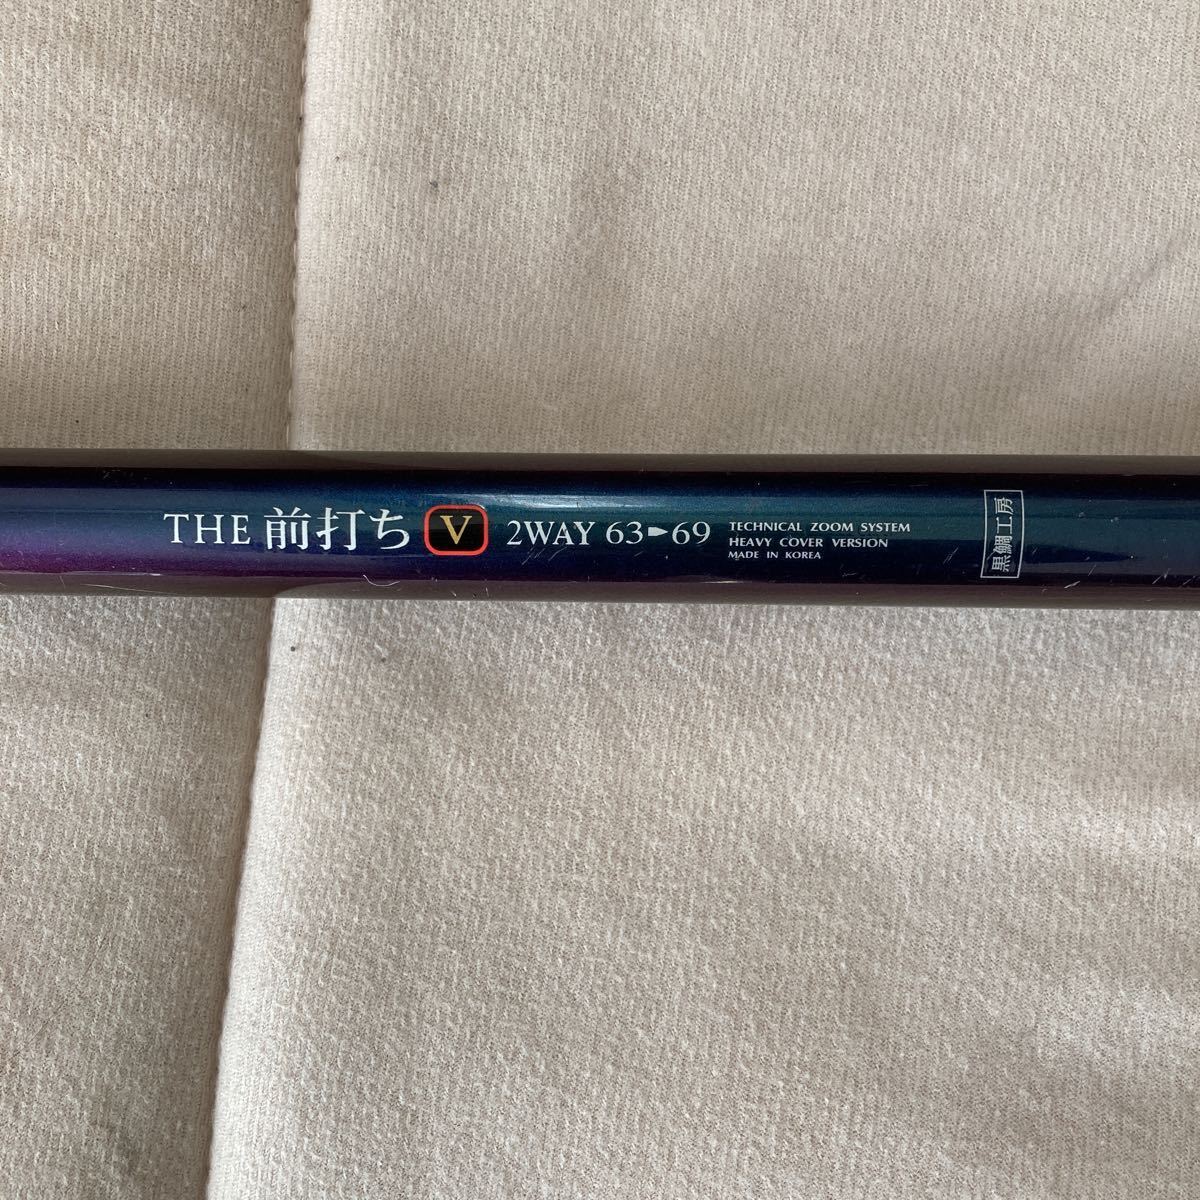 THE 前打ち V 2WAY 63►69
TECHNICAL ZOOM SYSTEM
HEAVY COVER VERSION
MADE IN KOREA
黒鯛工房